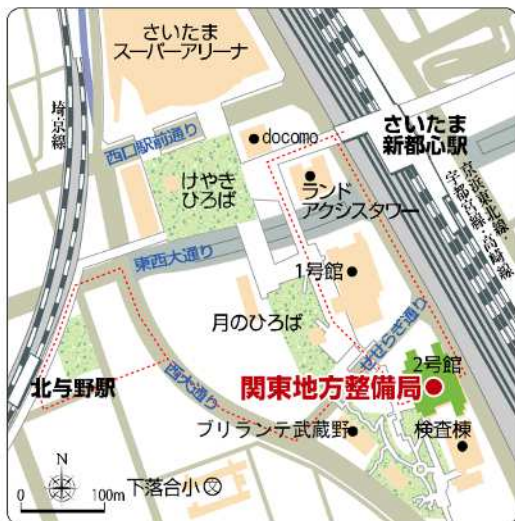 さいたま
スーパーアリーナ
埼京線
西口駅前通り
docomo
さいたま
新都心駅
けやき
ひろば
ランド
アクシスタワー
京浜東北線
宇都宮線・高崎線
東西大通り
1号館
月のひろば
せせらぎ通り
2号館
北与野駅
西大通り
関東地方整備局
ブリランテ武蔵野
検査棟
N
下落合小 文
0 100m